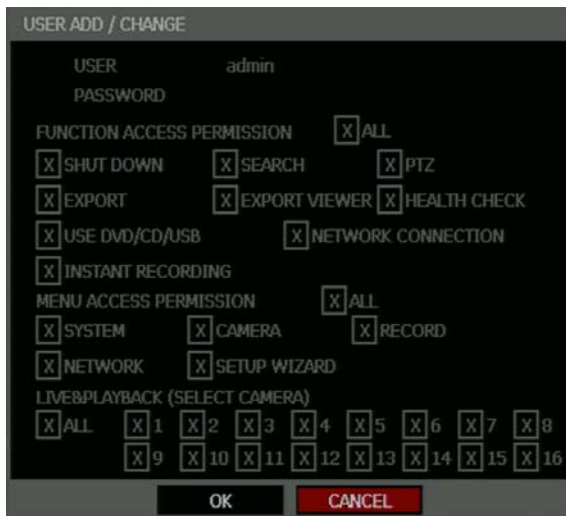 USER ADD / CHANGE
USER admin
PASSWORD
FUNCTION ACCESS PERMISSION X ALL
X SHUT DOWN X SEARCH X PTZ
X EXPORT X EXPORT VIEWER X HEALTH CHECK
X USE DVD/CD/USB X NETWORK CONNECTION
X INSTANT RECORDING
MENU ACCESS PERMISSION X ALL
X SYSTEM X CAMERA X RECORD
X NETWORK X SETUP WIZARD
LIVE&PLAYBACK (SELECT CAMERA)
X ALL X 1 X 2 X 3 X 4 X 5 X 6 X 7 X 8
X 9 X 10 X 11 X 12 X 13 X 14 X 15 X 16
OK CANCEL